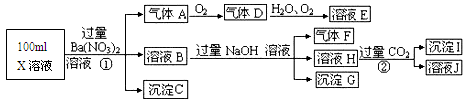 气体 A O₂ 气体 D H₂O、O₂ 溶液 E
100ml X 溶液 过量 Ba(NO₃)₂ 溶液 ① 溶液 B 过量 NaOH 溶液 气体 F
溶液 H 过量 CO₂ ② 沉淀 I
溶液 J
沉淀 C 沉淀 G